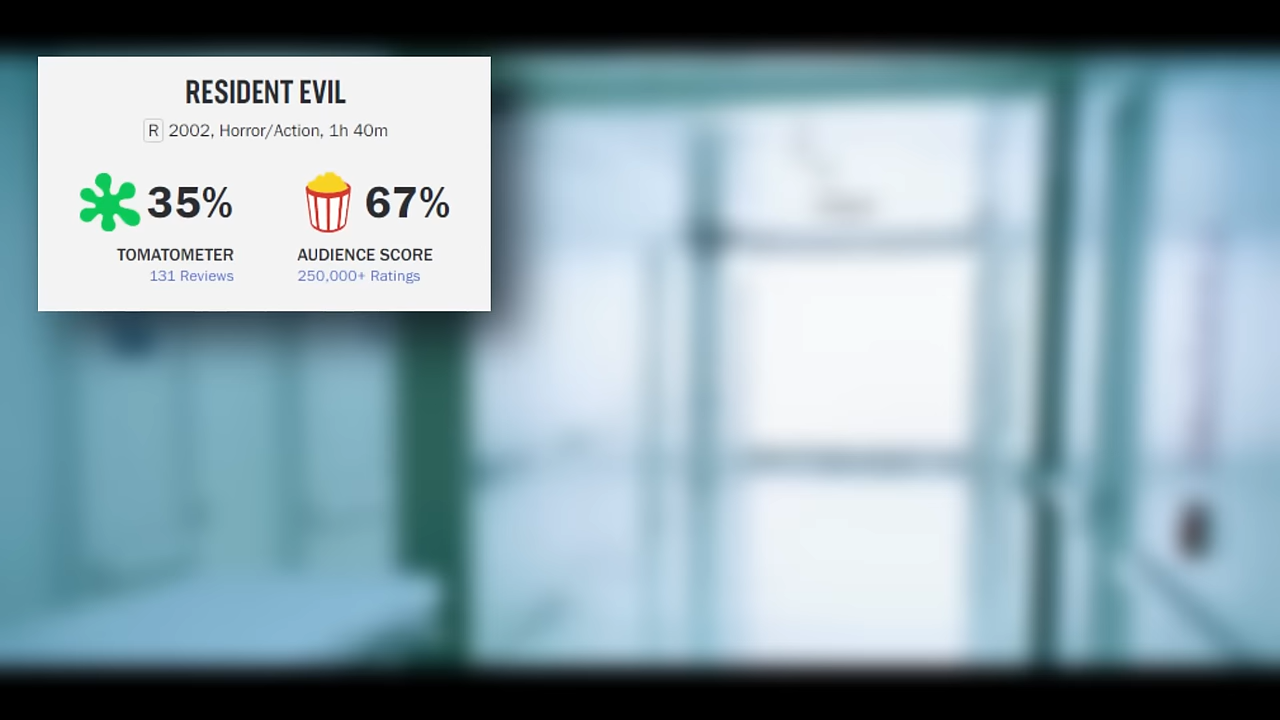 RESIDENT EVIL
R 2002, Horror/Action, 1h 40m
35% 67%
TOMATOMETER AUDIENCE SCORE
131 Reviews 250,000+ Ratings